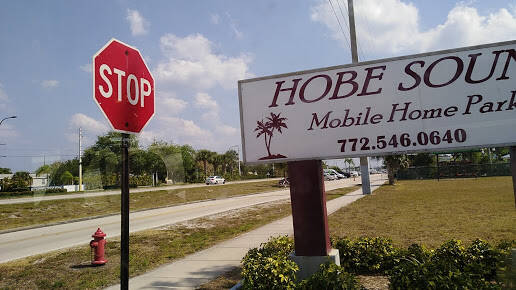 STOP
HOBE SOUN
Mobile Home Park
772.546.0640